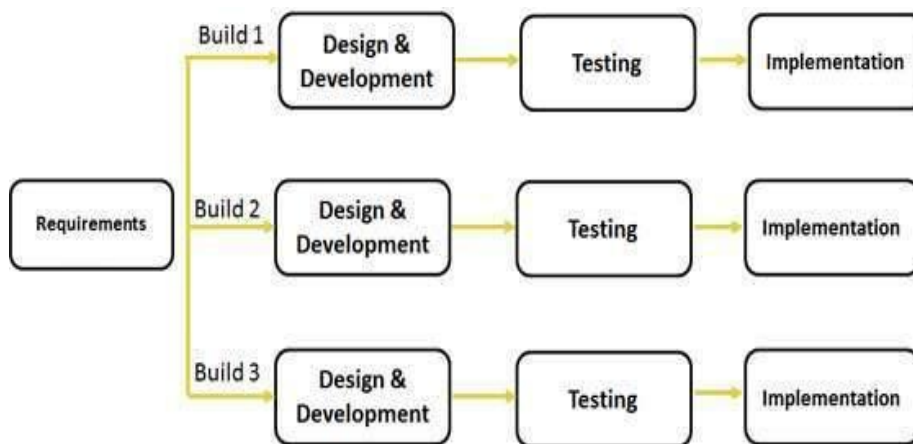 Build 1
Design &
Development
Testing
Implementation
Requirements
Build 2
Design &
Development
Testing
Implementation
Build 3
Design &
Development
Testing
Implementation